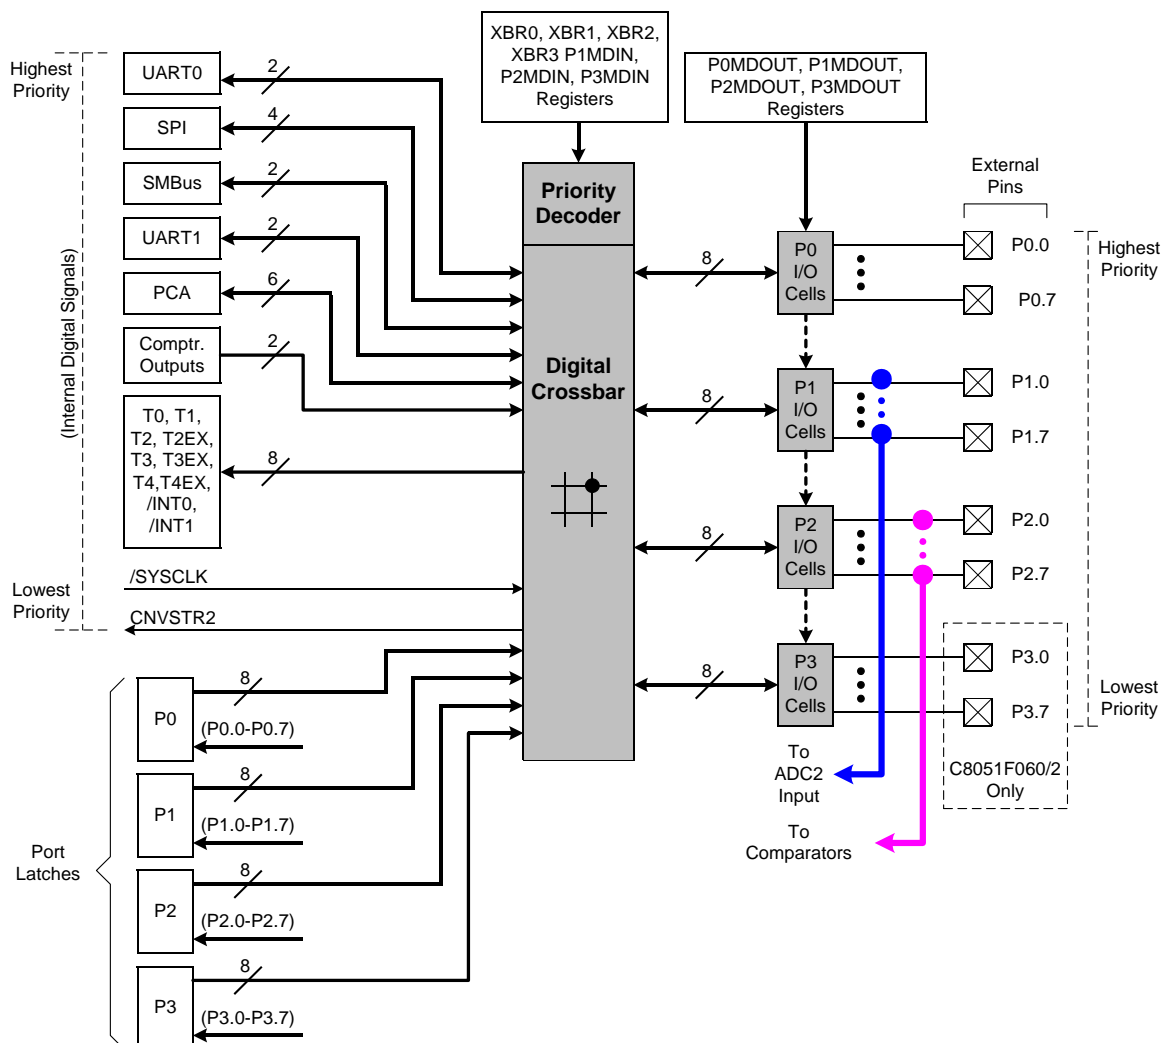 XBR0, XBR1, XBR2,
XBR3 P1MDIN,
P2MDIN, P3MDIN
Registers
P0MDOUT, P1MDOUT,
P2MDOUT, P3MDOUT
Registers
Highest
Priority
(Internal Digital Signals)
Lowest
Priority
UART0
2
SPI
4
SMBus
2
UART1
2
PCA
6
Comptr.
Outputs
2
T0, T1,
T2, T2EX,
T3, T3EX,
T4,T4EX,
/INT0,
/INT1
8
/SYSCLK
CNVSTR2
Port
Latches
P0
8
(P0.0-P0.7)
P1
8
(P1.0-P1.7)
P2
8
(P2.0-P2.7)
P3
8
(P3.0-P3.7)
Priority
Decoder
Digital
Crossbar
8
P0
I/O
Cells
8
P1
I/O
Cells
8
P2
I/O
Cells
8
P3
I/O
Cells
External
Pins
P0.0
P0.7
P1.0
P1.7
P2.0
P2.7
P3.0
P3.7
C8051F060/2
Only
Highest
Priority
Lowest
Priority
To
ADC2
Input
To
Comparators